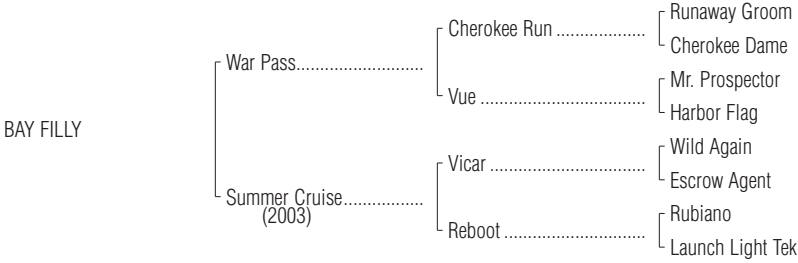 Runaway Groom
Cherokee Run ....................
Cherokee Dame
War Pass............................
Mr. Prospector
Vue .....................................
Harbor Flag
BAY FILLY
Wild Again
Vicar ...................................
Escrow Agent
Summer Cruise..................
(2003)
Rubiano
Reboot ................................
Launch Light Tek